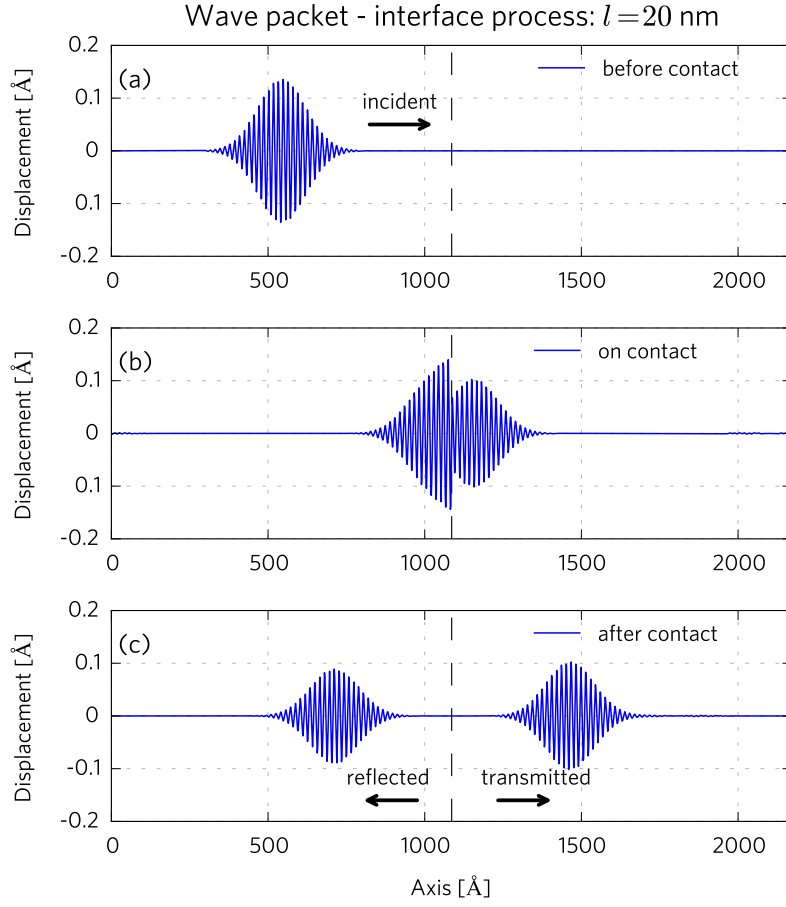 Wave packet - interface process: l = 20 nm
Displacement [Å]
0.2
0.1
0
0.1
-0.2
(a)
before contact
incident
0 500 1000 1500 2000
Displacement [Å]
0.2
0.1
0
0.1
-0.2
(b)
on contact
0 500 1000 1500 2000
Displacement [Å]
0.2
0.1
0
-0.1
-0.2
(c)
after contact
reflected transmitted
0 500 1000 1500 2000
Axis [Å]